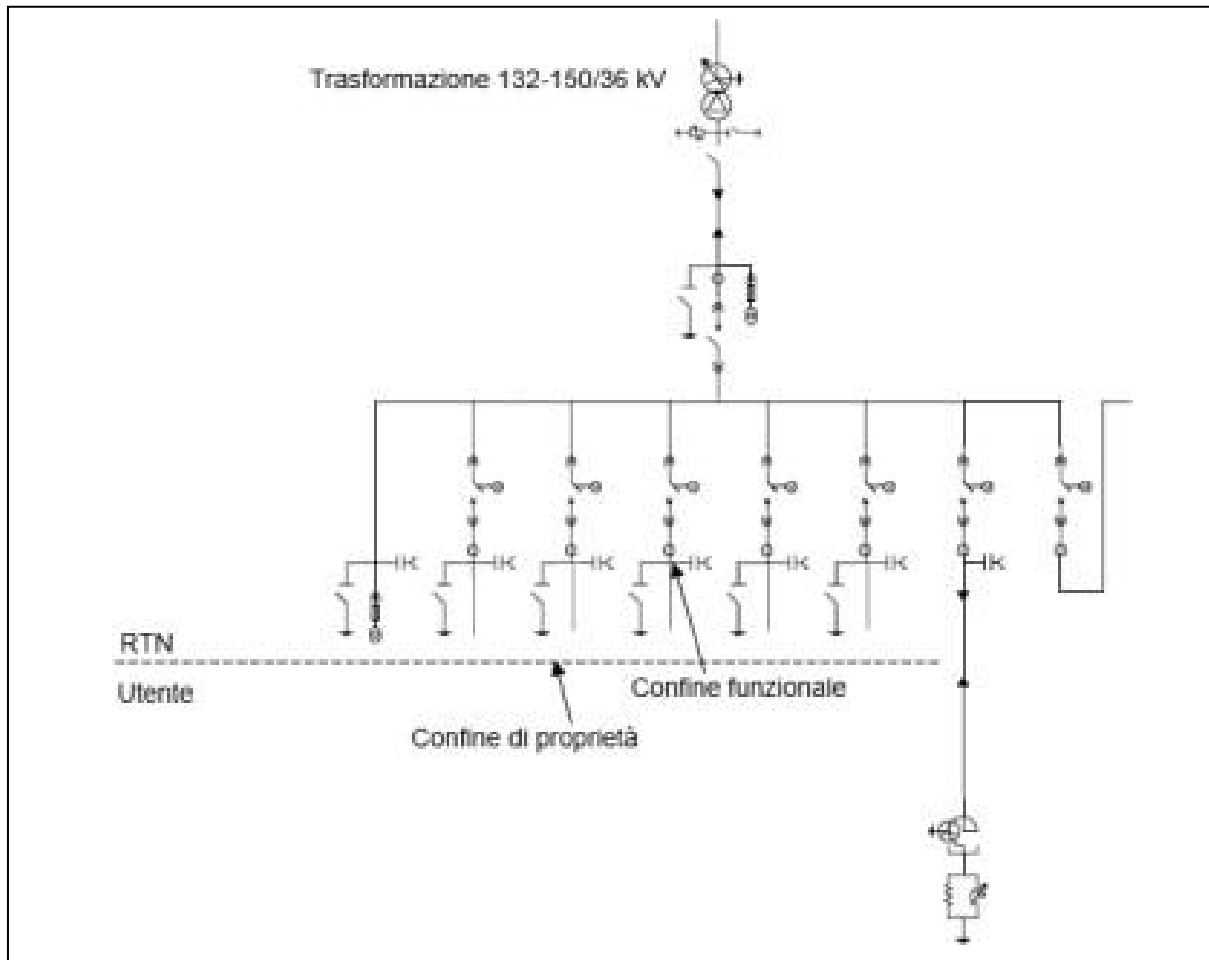 Trasformazione 132-150/36 kV
RTN
Utente
Confine funzionale
Confine di proprietà